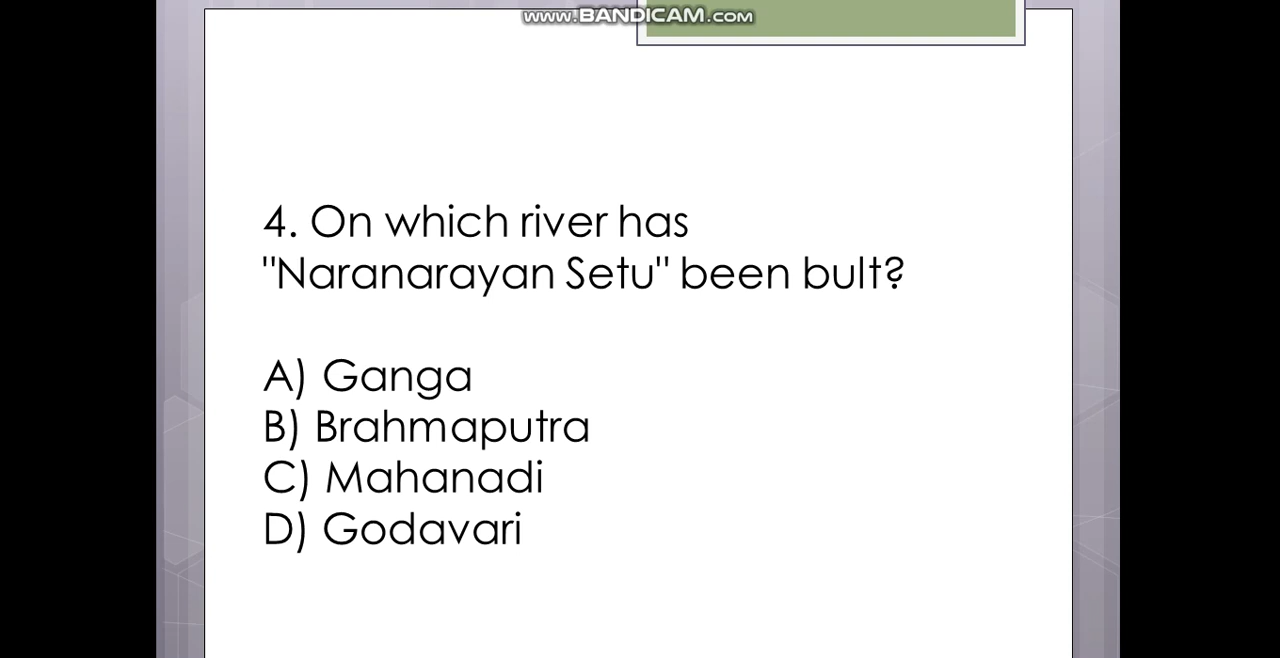 www.BANDICAM.com
4. On which river has
"Naranarayan Setu" been bult?
A) Ganga
B) Brahmaputra
C) Mahanadi
D) Godavari